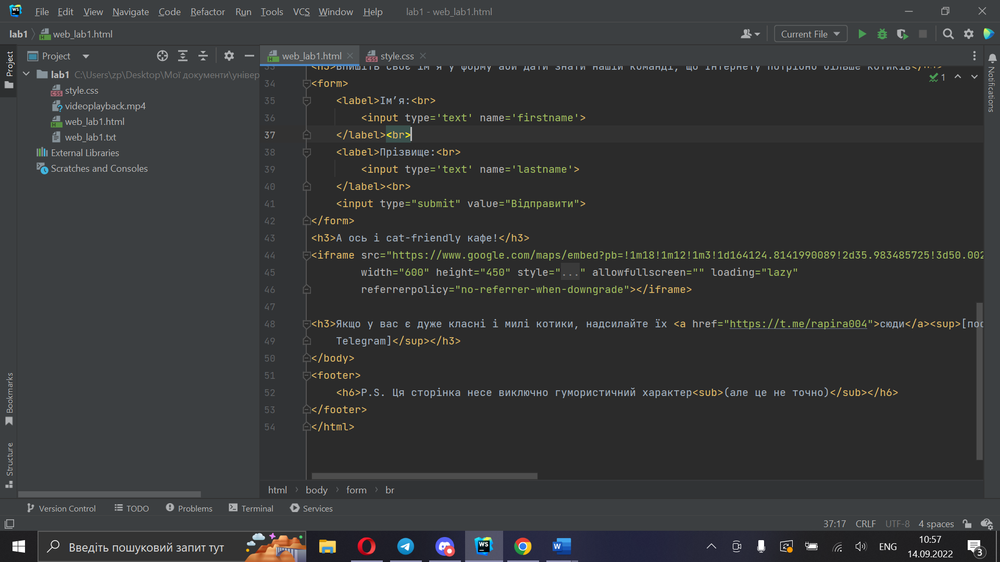 WS File Edit View Navigate Code Refactor Run Tools VCS Window Help lab1 - web_lab1.html
lab1 web_lab1.html Current File
Project web_lab1.html style.css
Project
Notifications
lab1 C:\Users\zp\Desktop\Мої документи\універ
style.css
videoplayback.mp4
web_lab1.html
web_lab1.txt
External Libraries
Scratches and Consoles
1
34 <form>
35 <label>Ім’я:<br>
36 <input type='text' name='firstname'>
37 </label><br>
38 <label>Прізвище:<br>
39 <input type='text' name='lastname'>
40 </label><br>
41 <input type="submit" value="Відправити">
42 </form>
43 <h3>А ось і cat-friendly кафе!</h3>
44 <iframe src="https://www.google.com/maps/embed?pb=!1m18!1m12!1m3!1d164124.8141990089!2d35.983485725!3d50.002
45 width="600" height="450" style="..." allowfullscreen="" loading="lazy"
46 referrerpolicy="no-referrer-when-downgrade"></iframe>
47
48 <h3>Якщо у вас є дуже класні і милі котики, надсилайте їх <a href="https://t.me/rapira004">сюди</a><sup>[пос
49 Telegram]</sup></h3>
50 </body>
51 <footer>
52 <h6>P.S. Ця сторінка несе виключно гумористичний характер<sub>(але це не точно)</sub></h6>
53 </footer>
54 </html>
Bookmarks
Structure
html body form br
Version Control TODO Problems Terminal Services
37:17 CRLF UTF-8 4 spaces
Введіть пошуковий запит тут
WS
W
ENG
10:57
14.09.2022
3